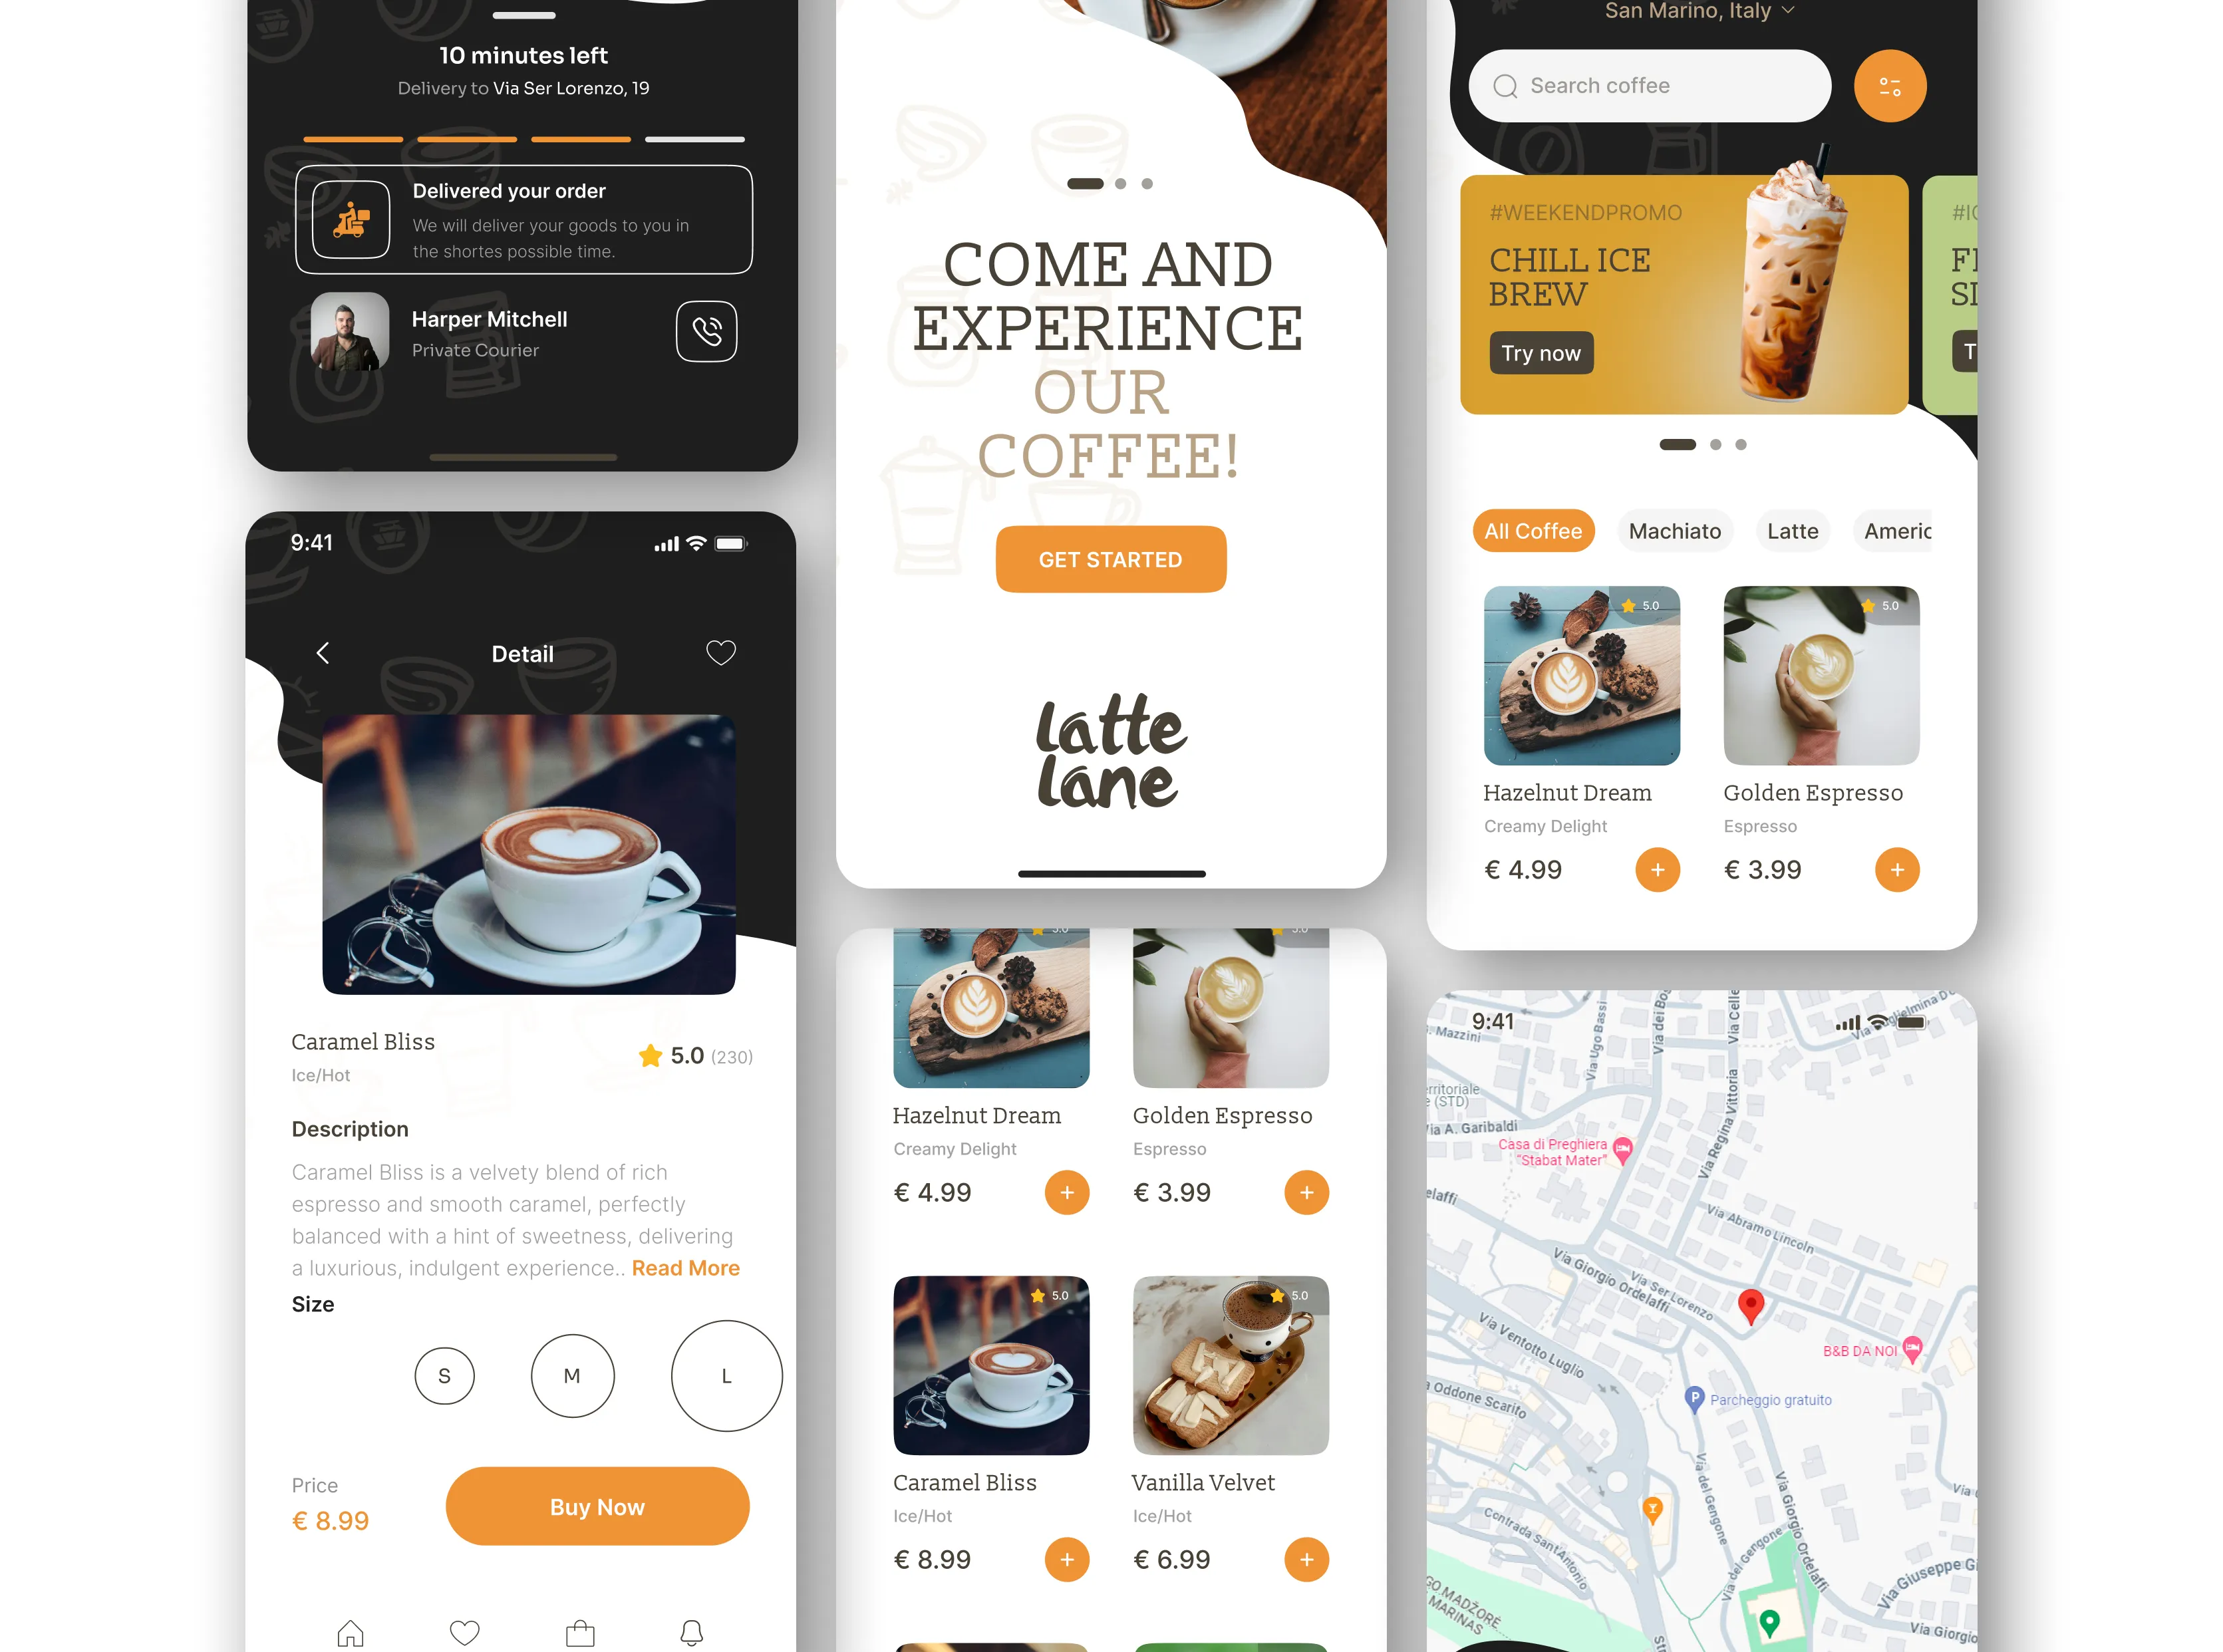 10 minutes left
Delivery to Via Ser Lorenzo, 19
Delivered your order
We will deliver your goods to you in
the shortes possible time.
Harper Mitchell
Private Courier
9:41
Detail
Caramel Bliss
Ice/Hot
5.0 (230)
Description
Caramel Bliss is a velvety blend of rich
espresso and smooth caramel, perfectly
balanced with a hint of sweetness, delivering
a luxurious, indulgent experience.. Read More
Size
S
M
L
Price
€ 8.99
Buy Now
COME AND
EXPERIENCE
OUR
COFFEE!
GET STARTED
latte
lane
5.0
5.0
Hazelnut Dream
Creamy Delight
€ 4.99
+
Golden Espresso
Espresso
€ 3.99
+
5.0
Caramel Bliss
Ice/Hot
€ 8.99
+
5.0
Vanilla Velvet
Ice/Hot
€ 6.99
+
San Marino, Italy
Search coffee
#WEEKENDPROMO
CHILL ICE
BREW
Try now
All Coffee
Machiato
Latte
Americ
5.0
Hazelnut Dream
Creamy Delight
€ 4.99
+
5.0
Golden Espresso
Espresso
€ 3.99
+
9:41
Mazzini
Via Ugo Bassi
Via dei Bo
Via Celle
Via Regina Vittoria
erritoriale
e (STD)
Via A. Garibaldi
Casa di Preghiera
"Stabat Mater"
elaffi
Via Abramo Lincoln
Via Giorgio Ordelaffi
Via Ser Lorenzo
Via Ventotto Luglio
B&B DA NOI
P
Parcheggio gratuito
a Oddone Scarito
Via del Gengone
Via Giorgio Ordelaffi
Contrada Sant'Antonio
Via del Gengone
Via
Via Giuseppe Gi
Via Giorgio
GO MADŽORĒ
MARINAS